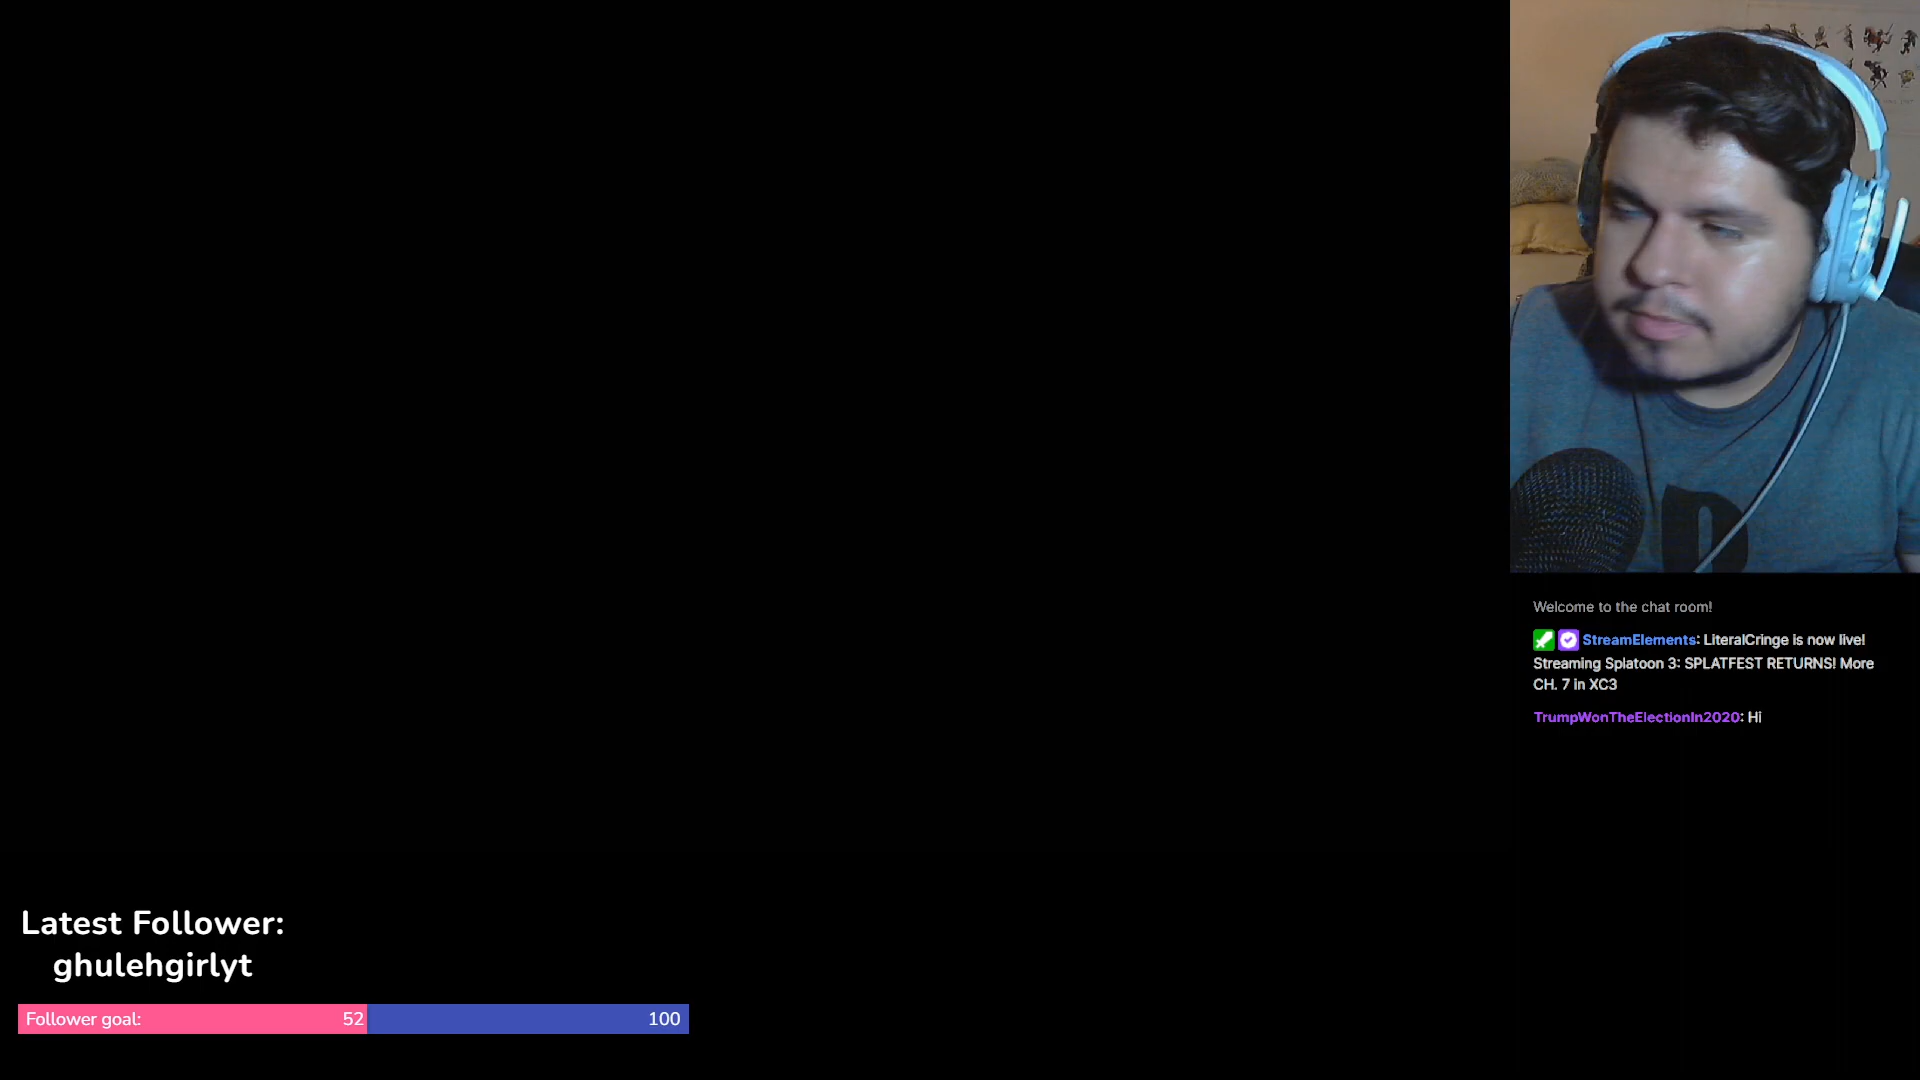 Welcome to the chat room!
StreamElements: LiteralCringe is now live!
Streaming Splatoon 3: SPLATFEST RETURNS! More
CH. 7 in XC3
TrumpWonTheElectionIn2020: Hi
Latest Follower:
ghulehgirlyt
Follower goal: 52 100